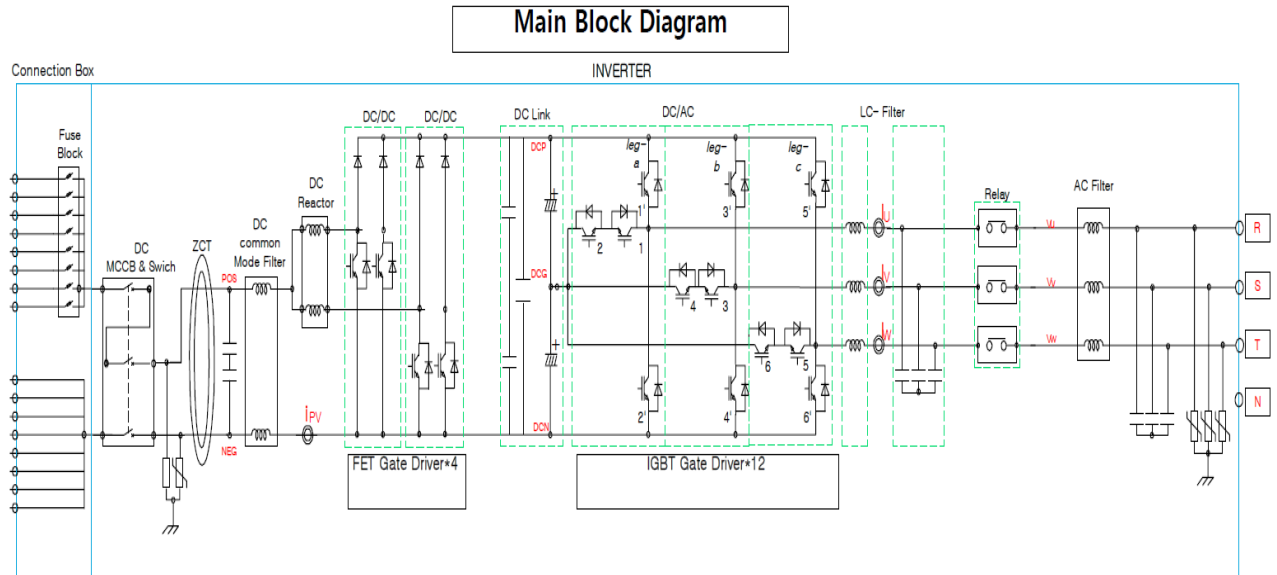 Main Block Diagram
Connection Box
INVERTER
Fuse
Block
DC
MCCB & Swich
ZCT
POS
NEG
DC
common
Mode Filter
DC
Reactor
iPV
DC/DC
DC/DC
FET Gate Driver*4
DC Link
DCP
DCG
DCN
DC/AC
leg-
a
leg-
b
leg-
c
1'
3'
5'
2
1
4
3
6
5
2'
4'
6'
IGBT Gate Driver*12
LC- Filter
IU
IV
IW
Relay
Vu
Vv
Vw
AC Filter
R
S
T
N